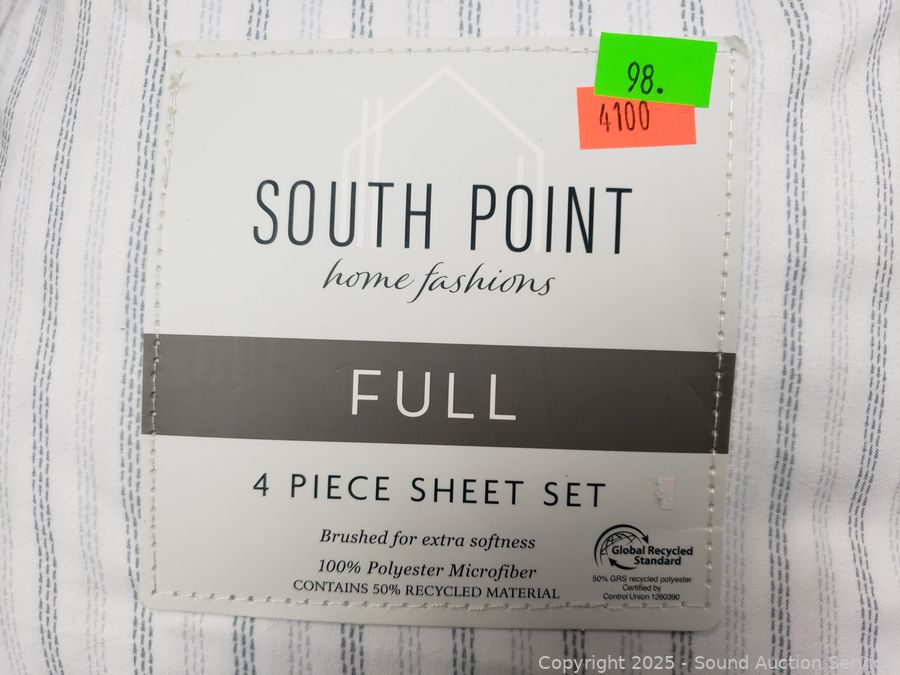 98.
4100
SOUTH POINT
home fashions
FULL
4 PIECE SHEET SET
Brushed for extra softness
100% Polyester Microfiber
CONTAINS 50% RECYCLED MATERIAL
Global Recycled
Standard
50% GRS recycled polyester
Certified by
Control Union 1260390
Copyright 2025 - Sound Auction Service